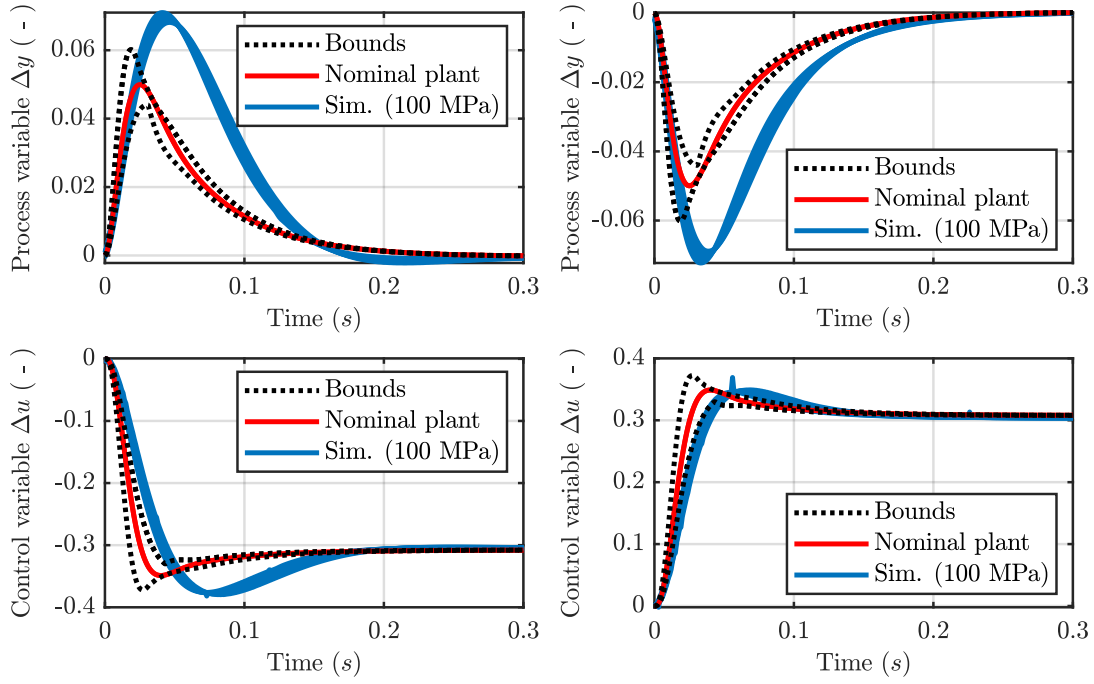 Process variable Δy ( - )
0.06
0.04
0.02
0
Bounds
Nominal plant
Sim. (100 MPa)
0
0.1
0.2
0.3
Time (s)
Process variable Δy ( - )
0
-0.02
-0.04
-0.06
Bounds
Nominal plant
Sim. (100 MPa)
0
0.1
0.2
0.3
Time (s)
Control variable Δu ( - )
0
-0.1
-0.2
-0.3
-0.4
Bounds
Nominal plant
Sim. (100 MPa)
0
0.1
0.2
0.3
Time (s)
Control variable Δu ( - )
0.4
0.3
0.2
0.1
0
Bounds
Nominal plant
Sim. (100 MPa)
0
0.1
0.2
0.3
Time (s)